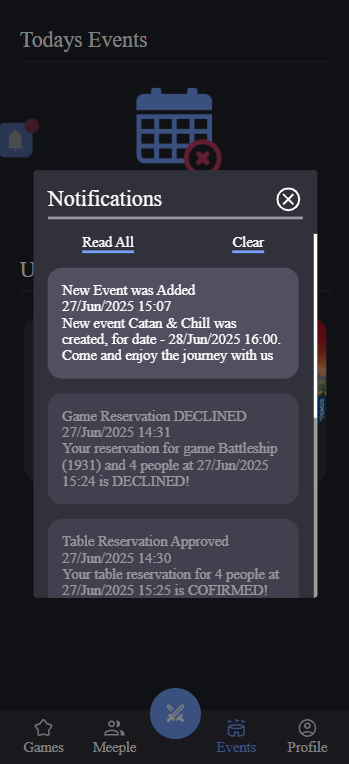 Todays Events
Notifications
U
Read All
Clear
New Event was Added
27/Jun/2025 15:07
New event Catan & Chill was
created, for date - 28/Jun/2025 16:00.
Come and enjoy the journey with us
Game Reservation DECLINED
27/Jun/2025 14:31
Your reservation for game Battleship
(1931) and 4 people at 27/Jun/2025
15:24 is DECLINED!
Table Reservation Approved
27/Jun/2025 14:30
Your table reservation for 4 people at
27/Jun/2025 15:25 is COFIRMED!
Games
Meeple
Events
Profile